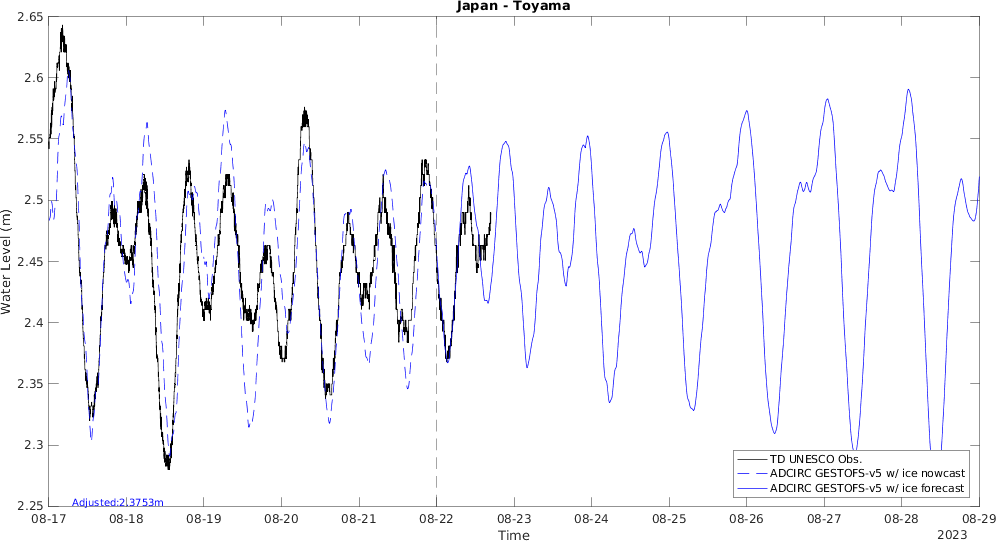 Japan - Toyama
Water Level (m)
2.65
2.6
2.55
2.5
2.45
2.4
2.35
2.3
2.25
Adjusted:2.3753m
TD UNESCO Obs.
ADCIRC GESTOFS-v5 w/ ice nowcast
ADCIRC GESTOFS-v5 w/ ice forecast
08-17 08-18 08-19 08-20 08-21 08-22 08-23 08-24 08-25 08-26 08-27 08-28 08-29
Time
2023